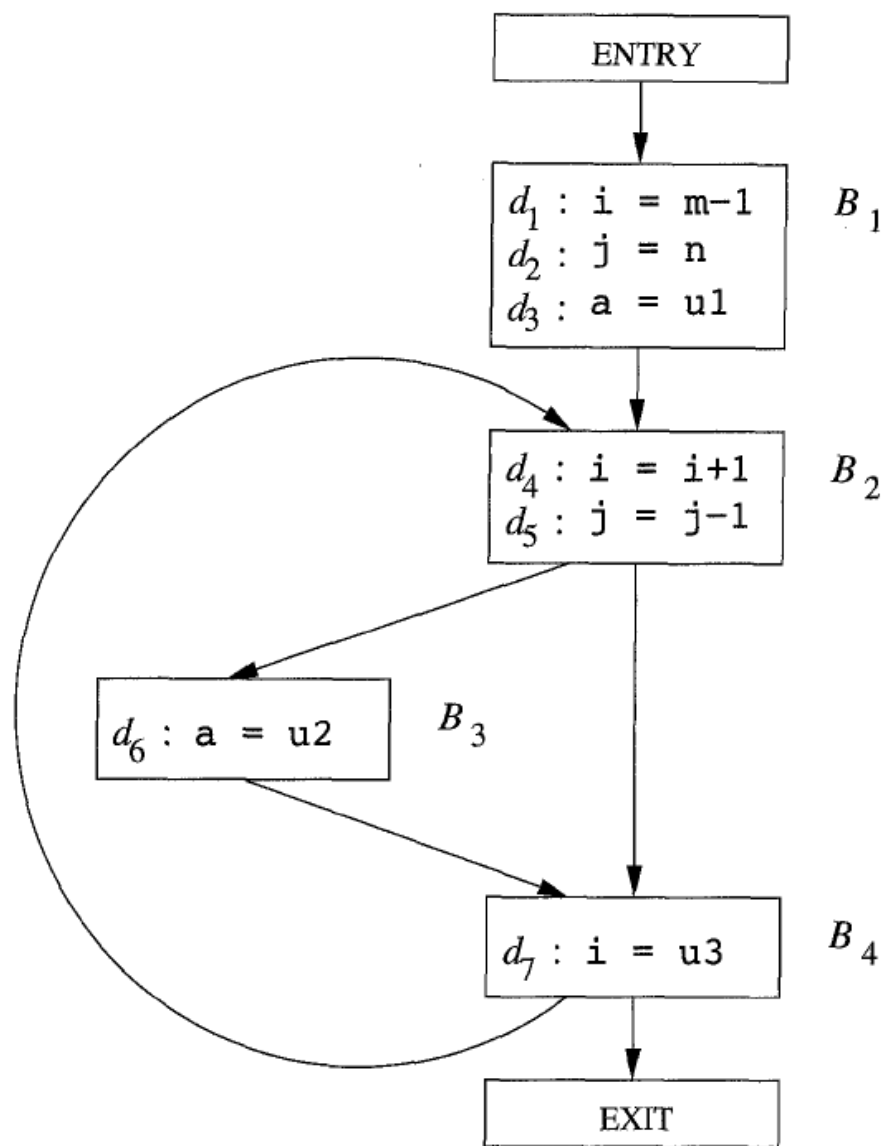 ENTRY
d1 : i = m−1
d2 : j = n
d3 : a = u1
B1
d4 : i = i+1
d5 : j = j−1
B2
d6 : a = u2
B3
d7 : i = u3
B4
EXIT